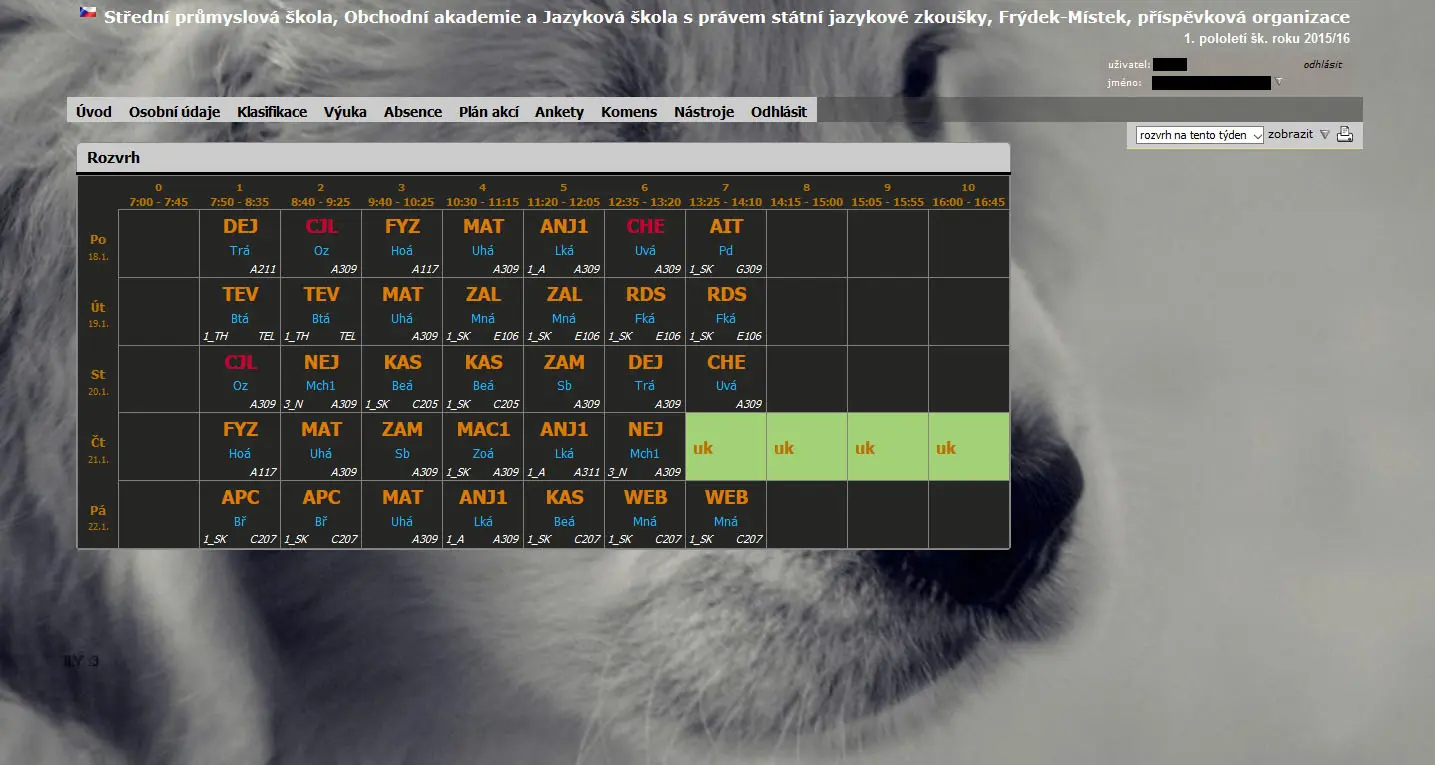 Střední průmyslová škola, Obchodní akademie a Jazyková škola s právem státní jazykové zkoušky, Frýdek-Místek, příspěvková organizace
1. pololetí šk. roku 2015/16
uživatel: odhlásit
jméno:
Úvod Osobní údaje Klasifikace Výuka Absence Plán akcí Ankety Komens Nástroje Odhlásit
rozvrh na tento týden zobrazit
Rozvrh
0 1 2 3 4 5 6 7 8 9 10
7:00 - 7:45 7:50 - 8:35 8:40 - 9:25 9:40 - 10:25 10:30 - 11:15 11:20 - 12:05 12:35 - 13:20 13:25 - 14:10 14:15 - 15:00 15:05 - 15:55 16:00 - 16:45
DEJ CJL FYZ MAT ANJ1 CHE AIT
Po Trá Oz Hoá Uhá Lká Uvá Pd
18.1. A211 A309 A117 A309 1_A A309 A309 1_SK G309
TEV TEV MAT ZAL ZAL RDS RDS
Út Btá Btá Uhá Mná Mná Fká Fká
19.1. 1_TH TEL 1_TH TEL A309 1_SK E106 1_SK E106 1_SK E106 1_SK E106
CJL NEJ KAS KAS ZAM DEJ CHE
St Oz Mch1 Beá Beá Sb Trá Uvá
20.1. A309 3_N A309 1_SK C205 1_SK C205 A309 A309 A309
FYZ MAT ZAM MAC1 ANJ1 NEJ
Čt Hoá Uhá Sb Zoá Lká Mch1 uk uk uk uk
21.1. A117 A309 A309 1_SK A309 1_A A311 3_N A309
APC APC MAT ANJ1 KAS WEB WEB
Pá Bř Bř Uhá Lká Beá Mná Mná
22.1. 1_SK C207 1_SK C207 A309 1_A A309 1_SK C207 1_SK C207 1_SK C207
ILY :3